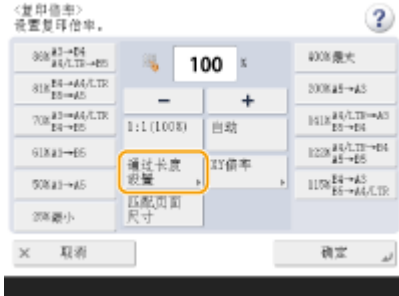 <复印倍率>
设置复印倍率。
?
86% A3→B4
A4/LTR→B5
81% B4→A4/LTR
B5→A5
70% A3→A4/LTR
B4→B5
61% A3→B5
50% A3→A5
25% 最小
100 %
−
+
1:1(100%)
自动
通过长度
设置
XY倍率
匹配页面
尺寸
400% 最大
200% A5→A3
141% A4/LTR→A3
B5→B4
122% A4/LTR→B4
A5→B5
115% B4→A3
B5→A4/LTR
× 取消
确定